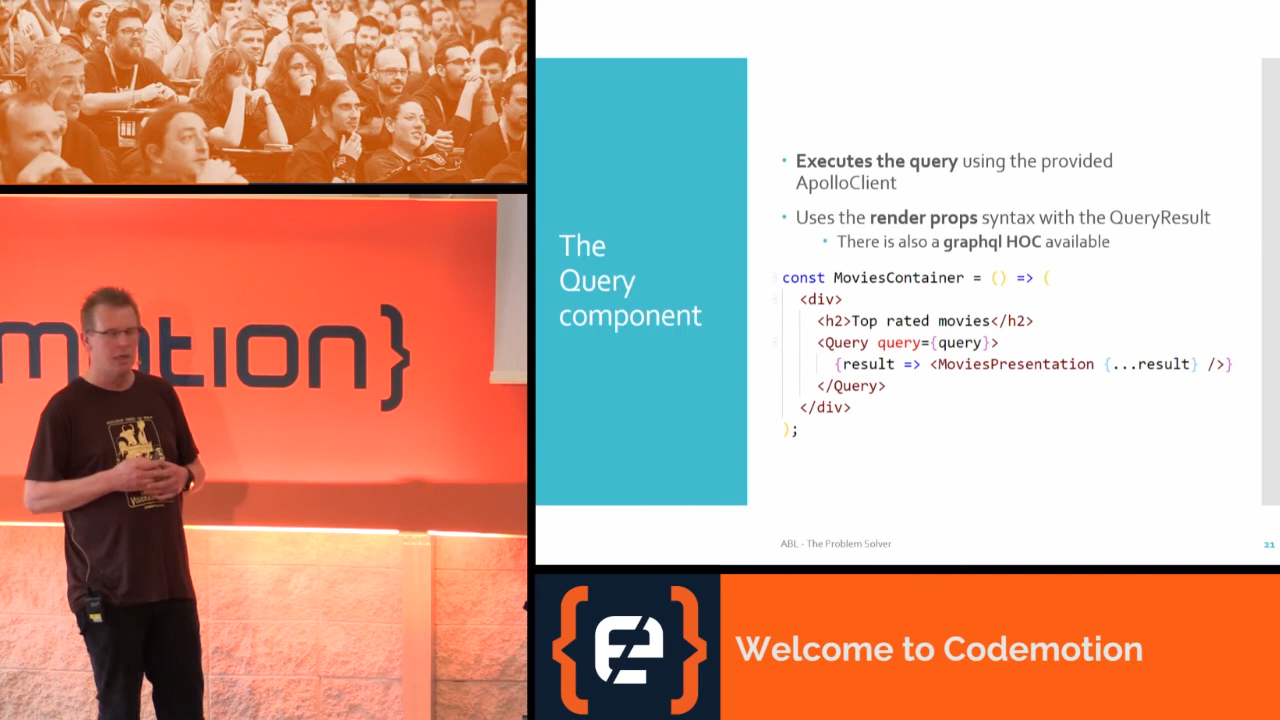 motion}
The
Query
component
• Executes the query using the provided
ApolloClient
• Uses the render props syntax with the QueryResult
• There is also a graphql HOC available
const MoviesContainer = () => (
<div>
<h2>Top rated movies</h2>
<Query query={query}>
{result => <MoviesPresentation {...result} />}
</Query>
</div>
);
ABL - The Problem Solver
21
Welcome to Codemotion